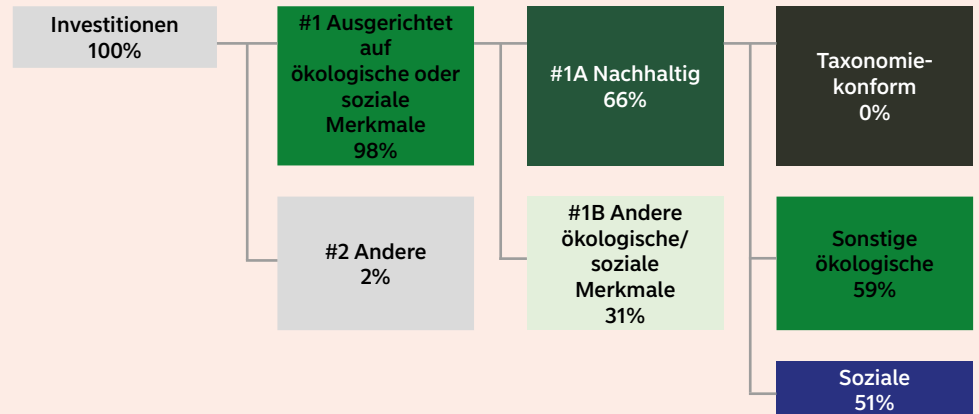 Investitionen
100%
#1 Ausgerichtet
auf
ökologische oder
soziale
Merkmale
98%
#2 Andere
2%
#1A Nachhaltig
66%
#1B Andere
ökologische/
soziale
Merkmale
31%
Taxonomie-
konform
0%
Sonstige
ökologische
59%
Soziale
51%